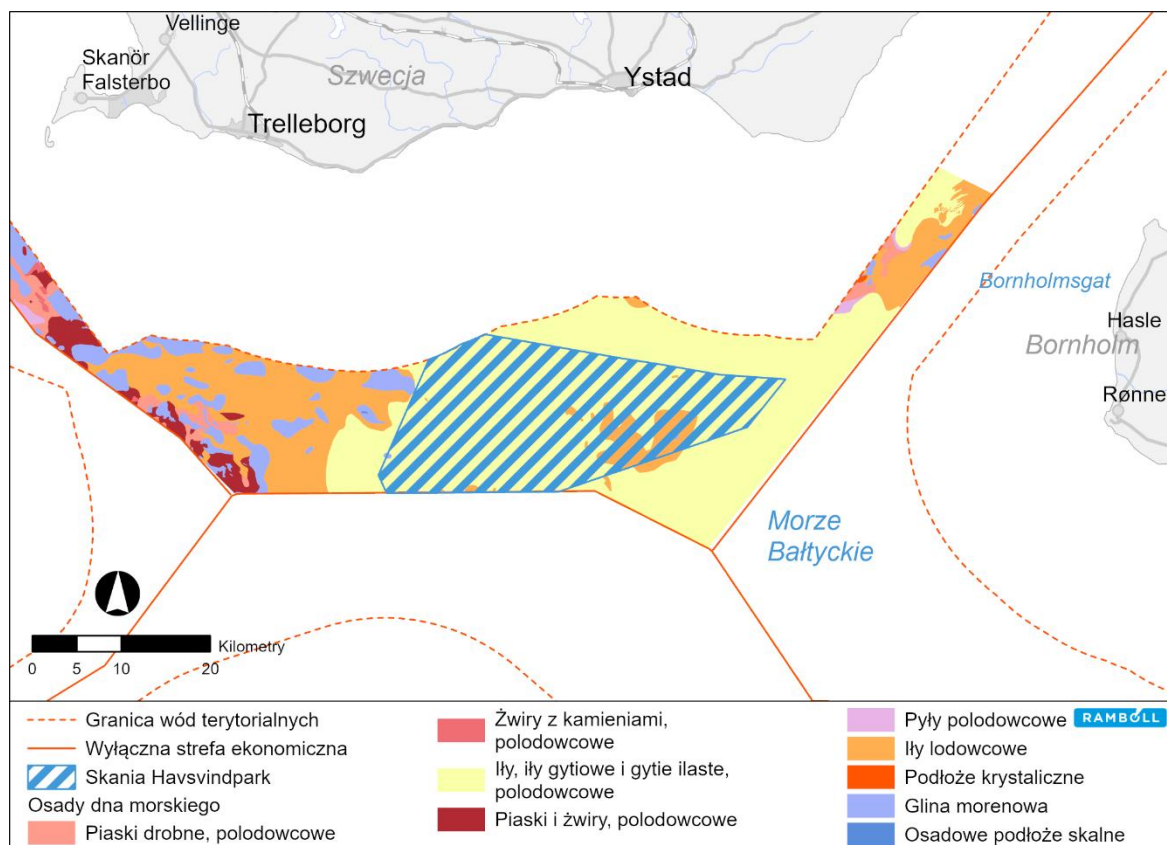 Vellinge
Skanör
Falsterbo
Szwecja
Ystad
Trelleborg
Bornholmsgat
Hasle
Bornholm
Rønne
Morze
Bałtyckie
Kilometry
0 5 10 20
Granica wód terytorialnych
Wyłączna strefa ekonomiczna
Skania Havsvindpark
Osady dna morskiego
Piaski drobne, polodowcowe
Żwiry z kamieniami,
polodowcowe
Iły, iły gytiowe i gytie ilaste,
polodowcowe
Piaski i żwiry, polodowcowe
Pyły polodowcowe
RAMBOLL
Iły lodowcowe
Podłoże krystaliczne
Glina morenowa
Osadowe podłoże skalne